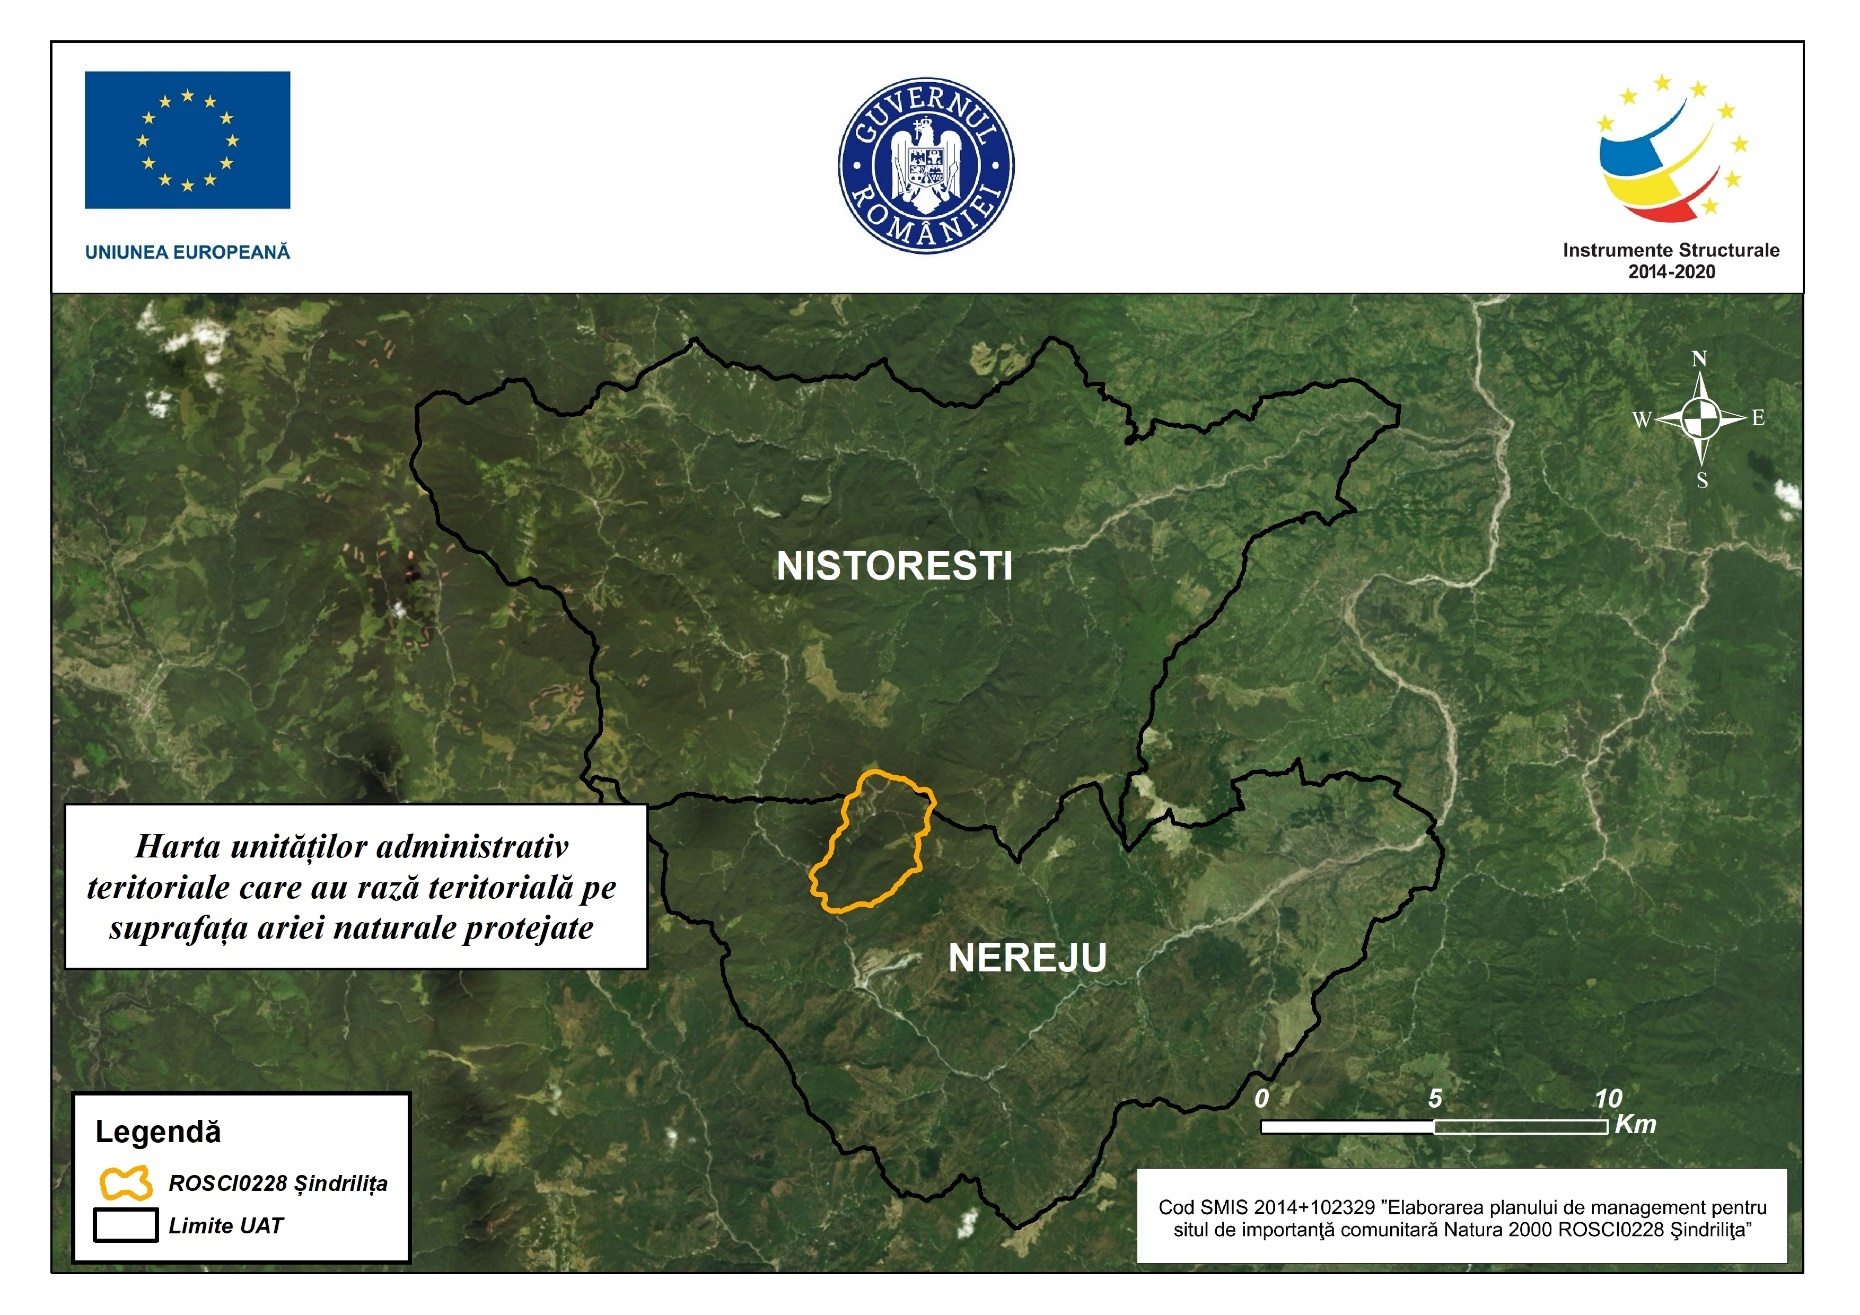 UNIUNEA EUROPEANĂ
GUVERNUL ROMÂNIEI
Instrumente Structurale
2014-2020
N
W
E
S
NISTORESTI
Harta unităților administrativ
teritoriale care au rază teritorială pe
suprafața ariei naturale protejate
NEREJU
0 5 10
Km
Legendă
ROSCI0228 Șindrilița
Limite UAT
Cod SMIS 2014+102329 ”Elaborarea planului de management pentru
situl de importanţă comunitară Natura 2000 ROSCI0228 Şindriliţa”